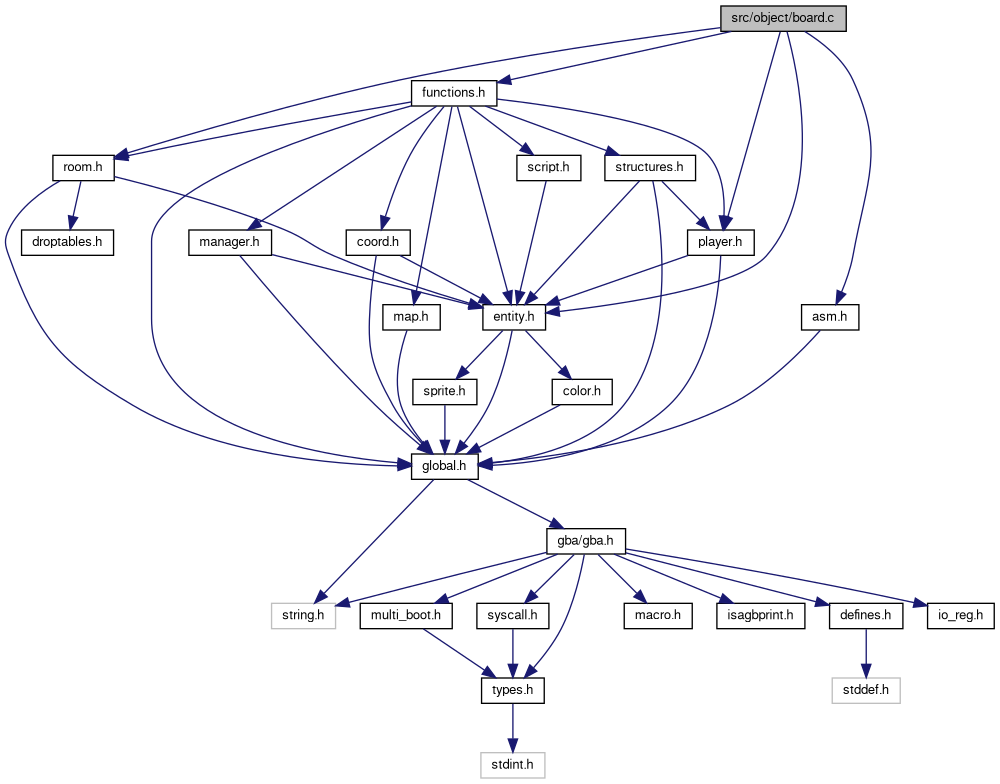 src/object/board.c
functions.h
room.h
script.h
structures.h
droptables.h
manager.h
coord.h
player.h
map.h
entity.h
asm.h
sprite.h
color.h
global.h
gba/gba.h
string.h
multi_boot.h
syscall.h
macro.h
isagbprint.h
defines.h
io_reg.h
types.h
stddef.h
stdint.h